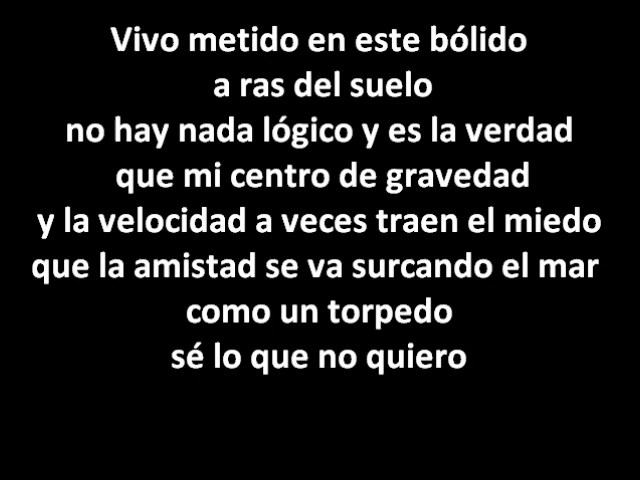 Vivo metido en este bólido
a ras del suelo
no hay nada lógico y es la verdad
que mi centro de gravedad
y la velocidad a veces traen el miedo
que la amistad se va surcando el mar
como un torpedo
sé lo que no quiero